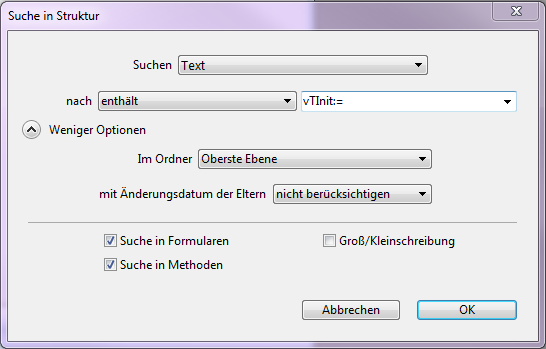 Suche in Struktur
Suchen Text
nach enthält vTInit:=
Weniger Optionen
Im Ordner Oberste Ebene
mit Änderungsdatum der Eltern nicht berücksichtigen
Suche in Formularen Groß/Kleinschreibung
Suche in Methoden
Abbrechen OK